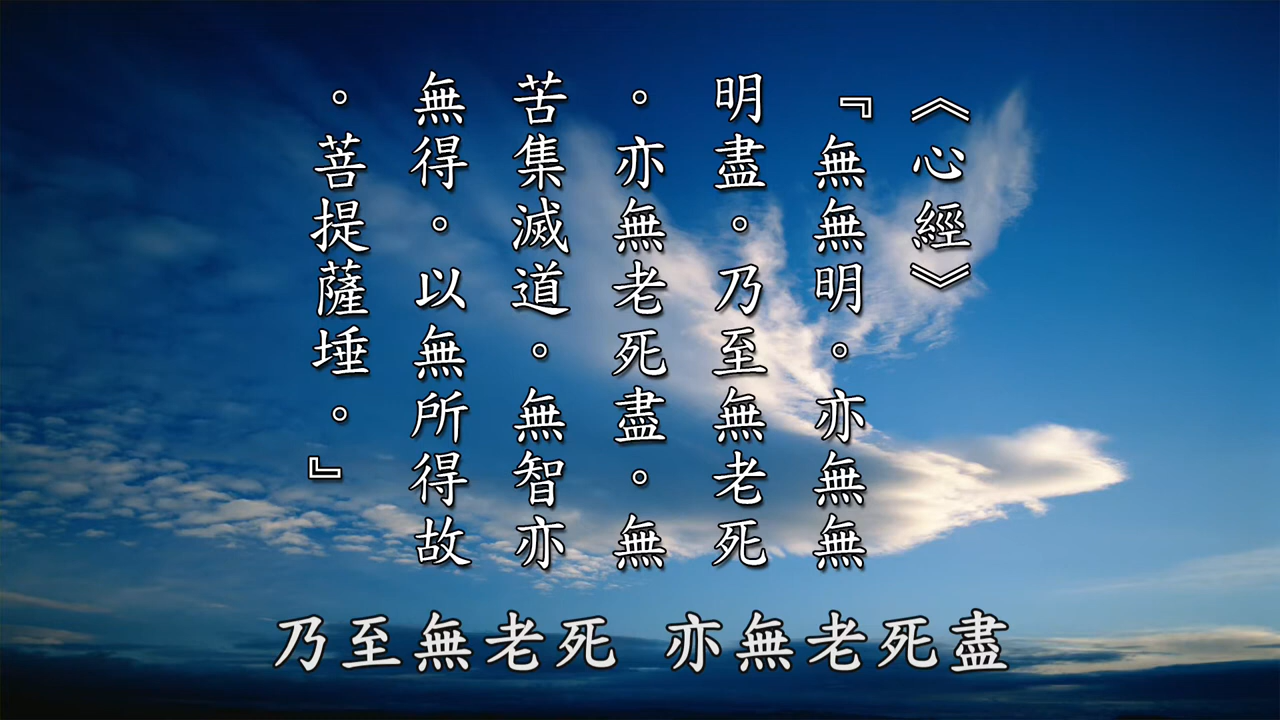 《心經》
『無無明。亦無無
明盡。乃至無老死
。亦無老死盡。無
苦集滅道。無智亦
無得。以無所得故
。菩提薩埵。』
乃至無老死 亦無老死盡